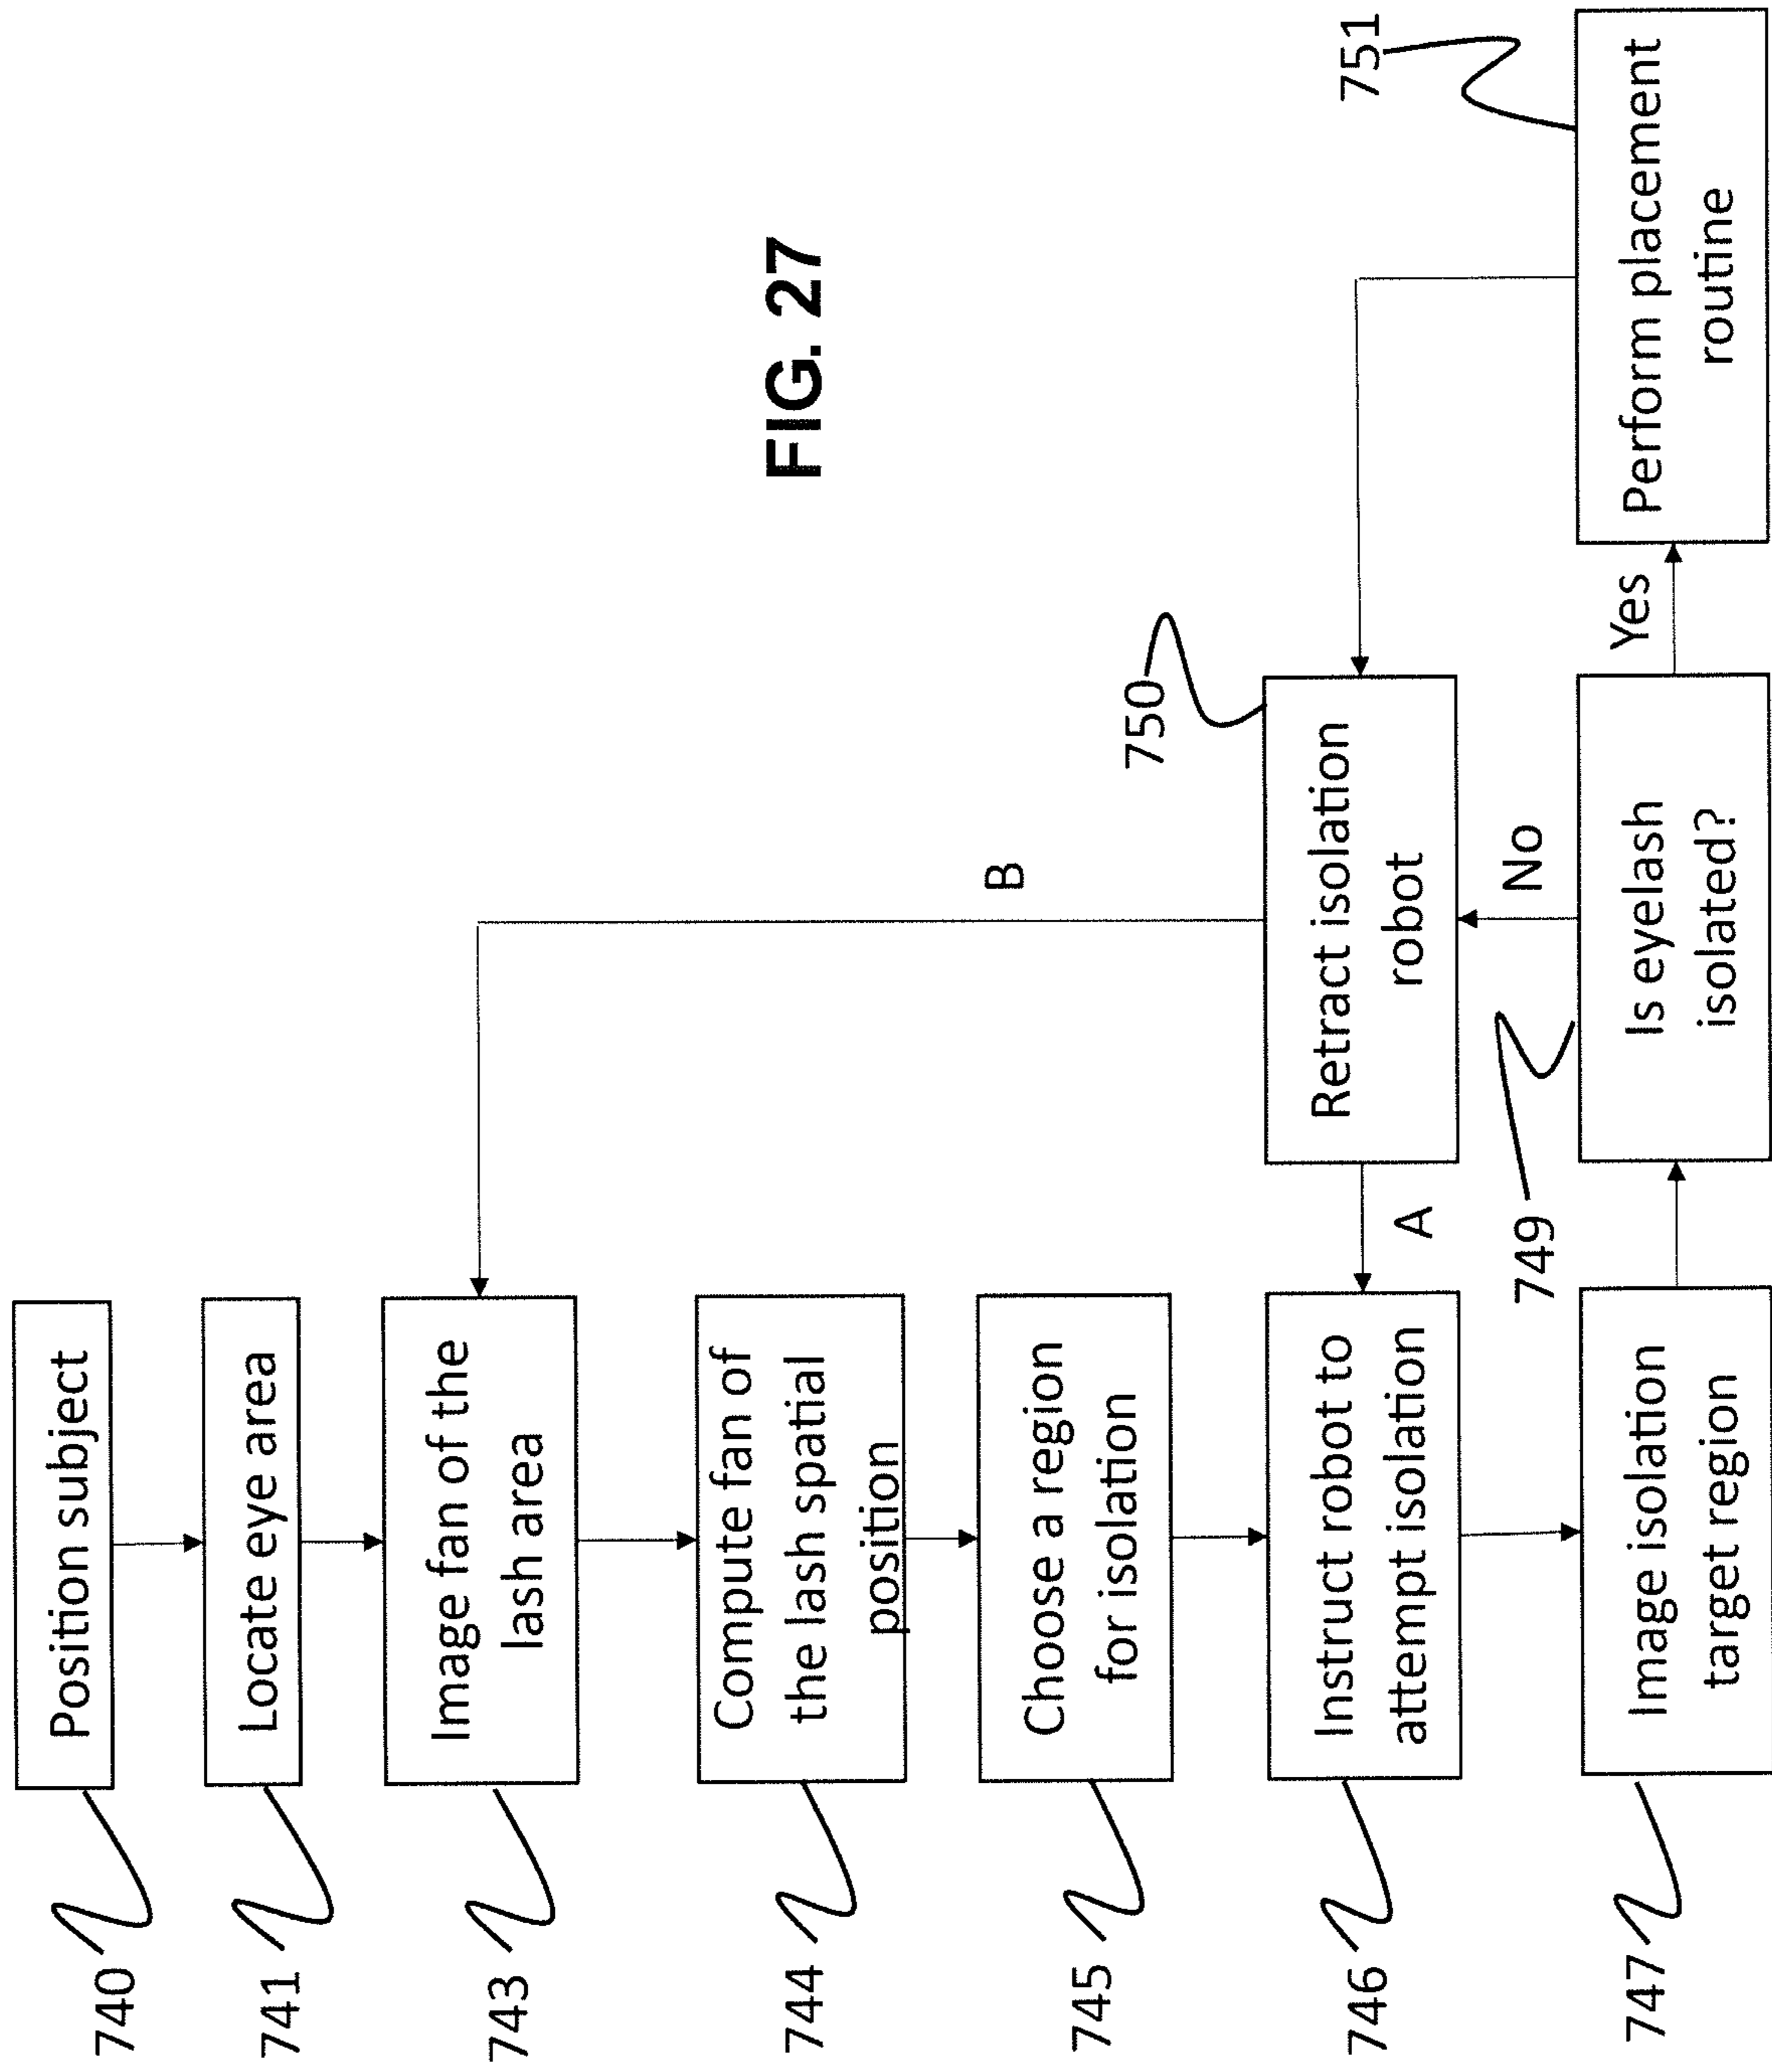 740
Position subject
741
Locate eye area
743
Image fan of the
lash area
744
Compute fan of
the lash spatial
position
745
Choose a region
for isolation
746
Instruct robot to
attempt isolation
747
Image isolation
target region
749
Is eyelash
isolated?
No
Yes
750
Retract isolation
robot
A
B
751
Perform placement
routine
FIG. 27